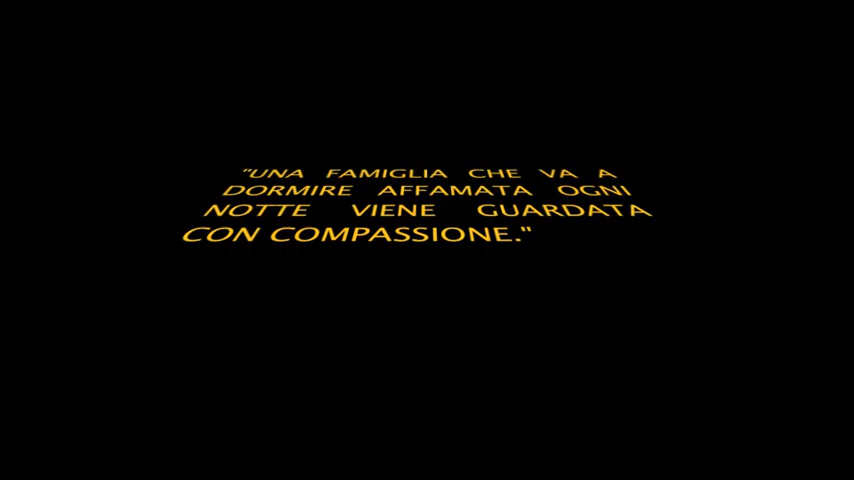 "UNA FAMIGLIA CHE VA A
DORMIRE AFFAMATA OGNI
NOTTE VIENE GUARDATA
CON COMPASSIONE."